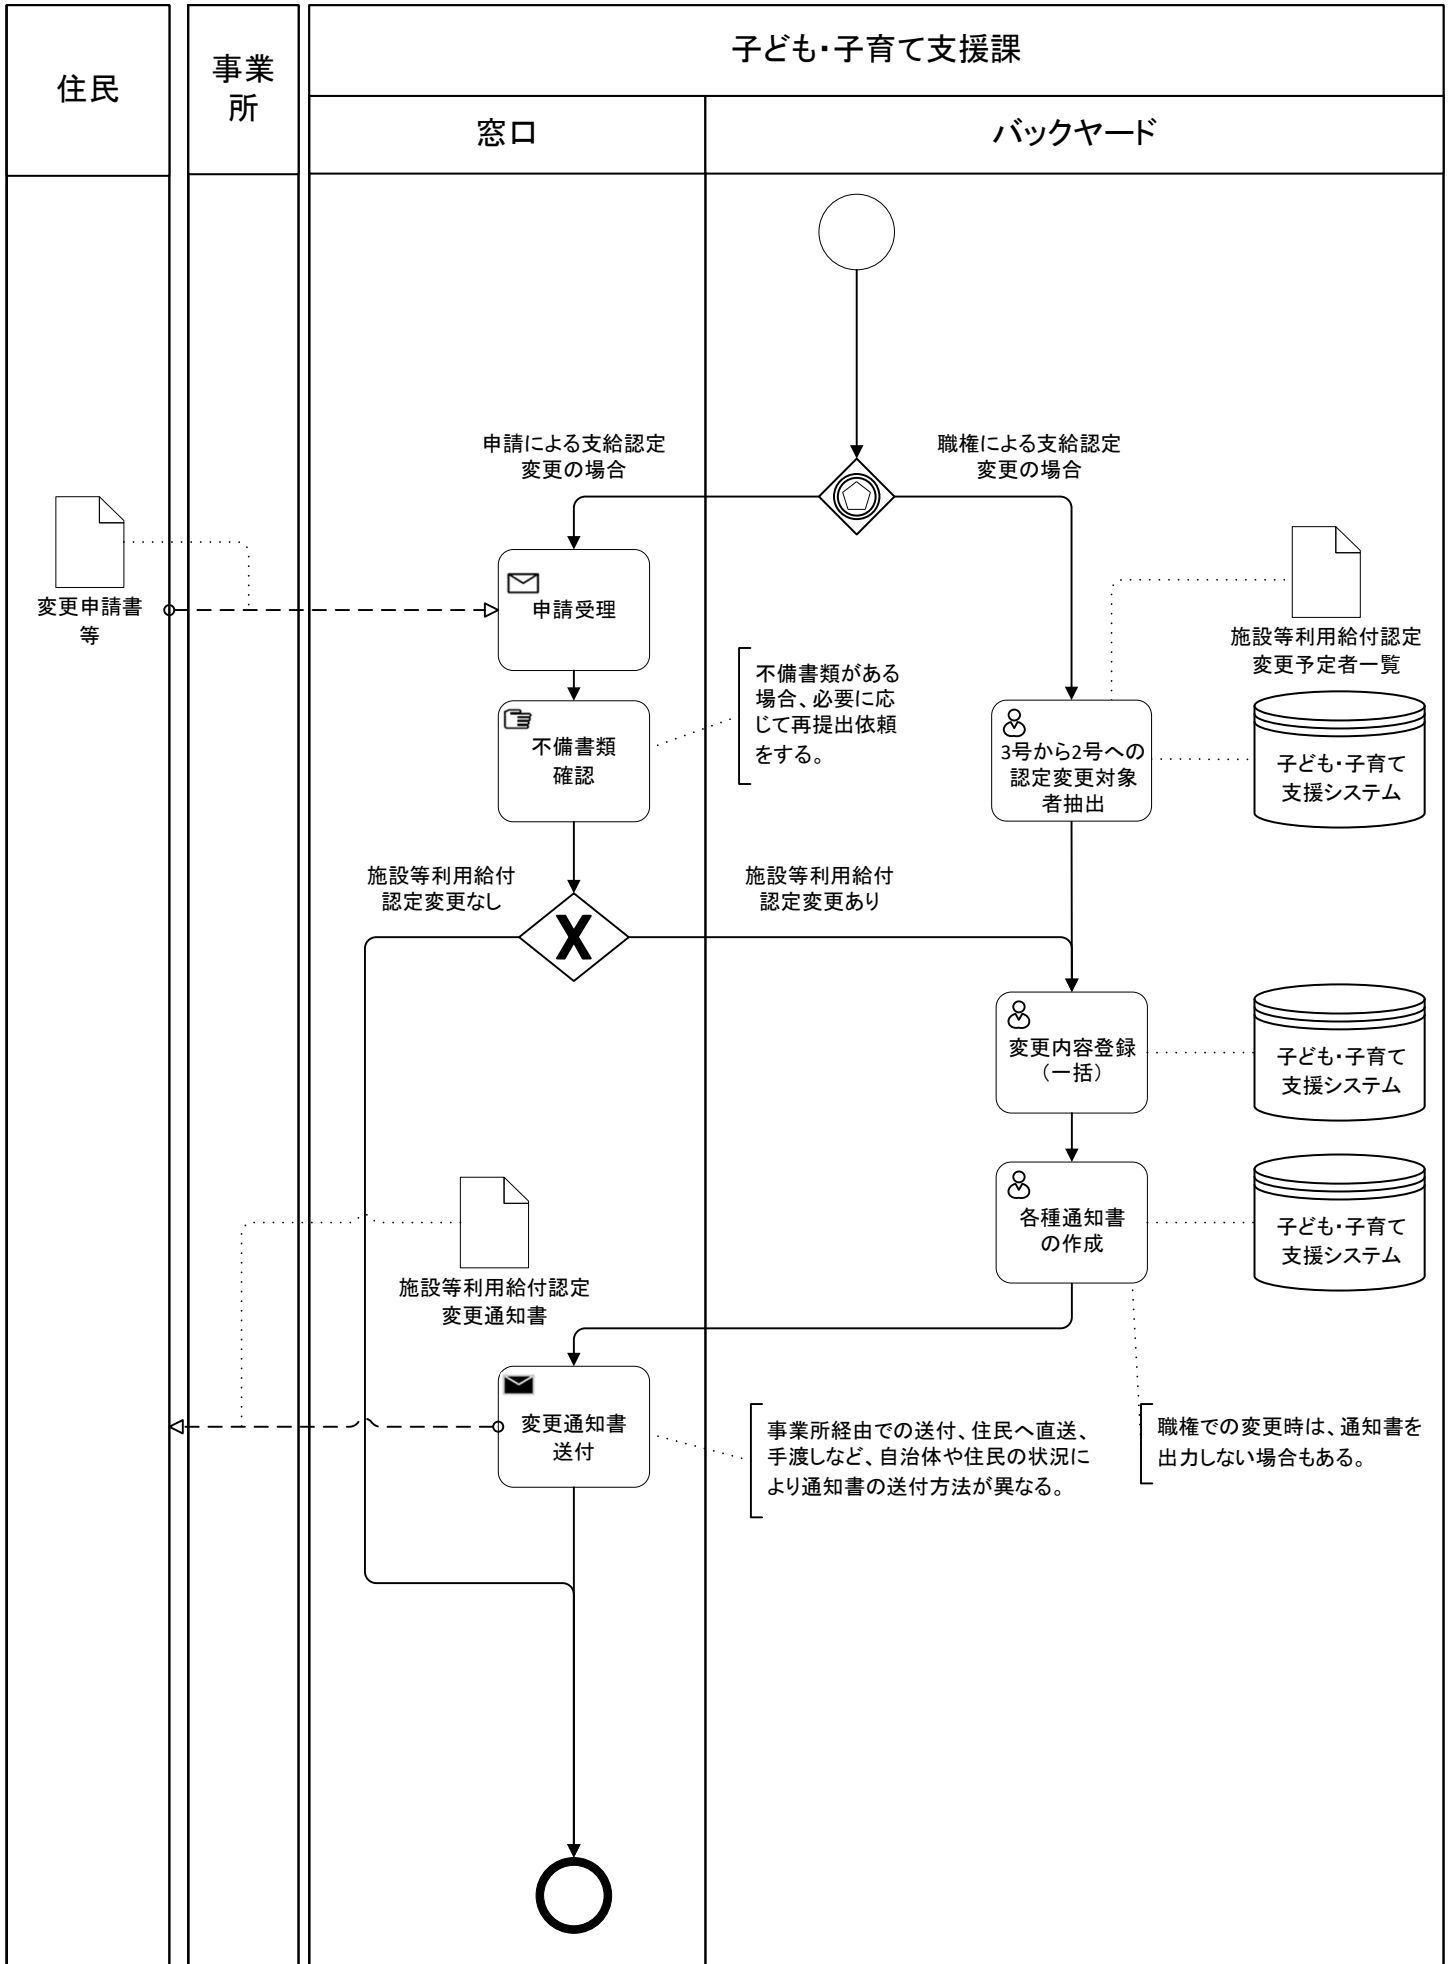 住民
事業
所
子ども・子育て支援課
窓口
バックヤード
申請による支給認定
変更の場合
職権による支給認定
変更の場合
変更申請書
等
申請受理
施設等利用給付認定
変更予定者一覧
不備書類
確認
不備書類がある
場合、必要に応
じて再提出依頼
をする。
3号から2号への
認定変更対象
者抽出
子ども・子育て
支援システム
施設等利用給付
認定変更なし
施設等利用給付
認定変更あり
X
変更内容登録
(一括)
子ども・子育て
支援システム
各種通知書
の作成
子ども・子育て
支援システム
施設等利用給付認定
変更通知書
変更通知書
送付
事業所経由での送付、住民へ直送、
手渡しなど、自治体や住民の状況に
より通知書の送付方法が異なる。
職権での変更時は、通知書を
出力しない場合もある。